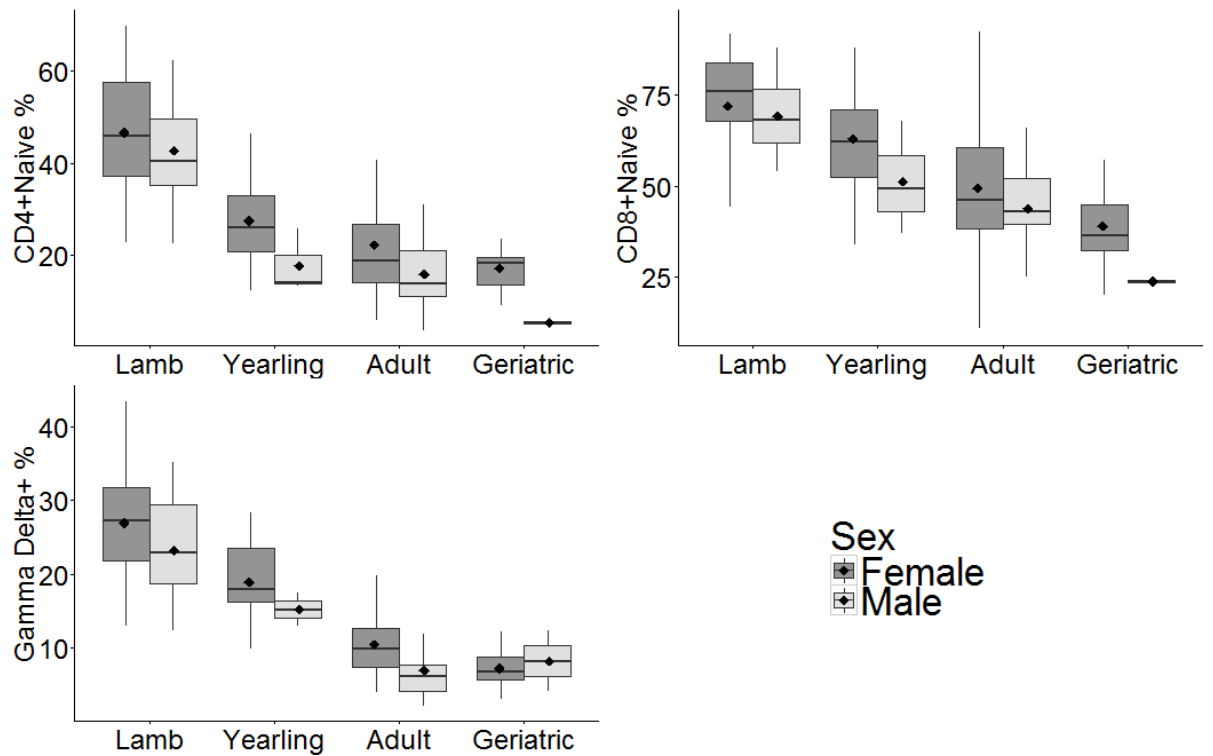 CD4+Naive %
60
40
20
Lamb Yearling Adult Geriatric
CD8+Naive %
75
50
25
Lamb Yearling Adult Geriatric
Gamma Delta+ %
40
30
20
10
Lamb Yearling Adult Geriatric
Sex
Female
Male